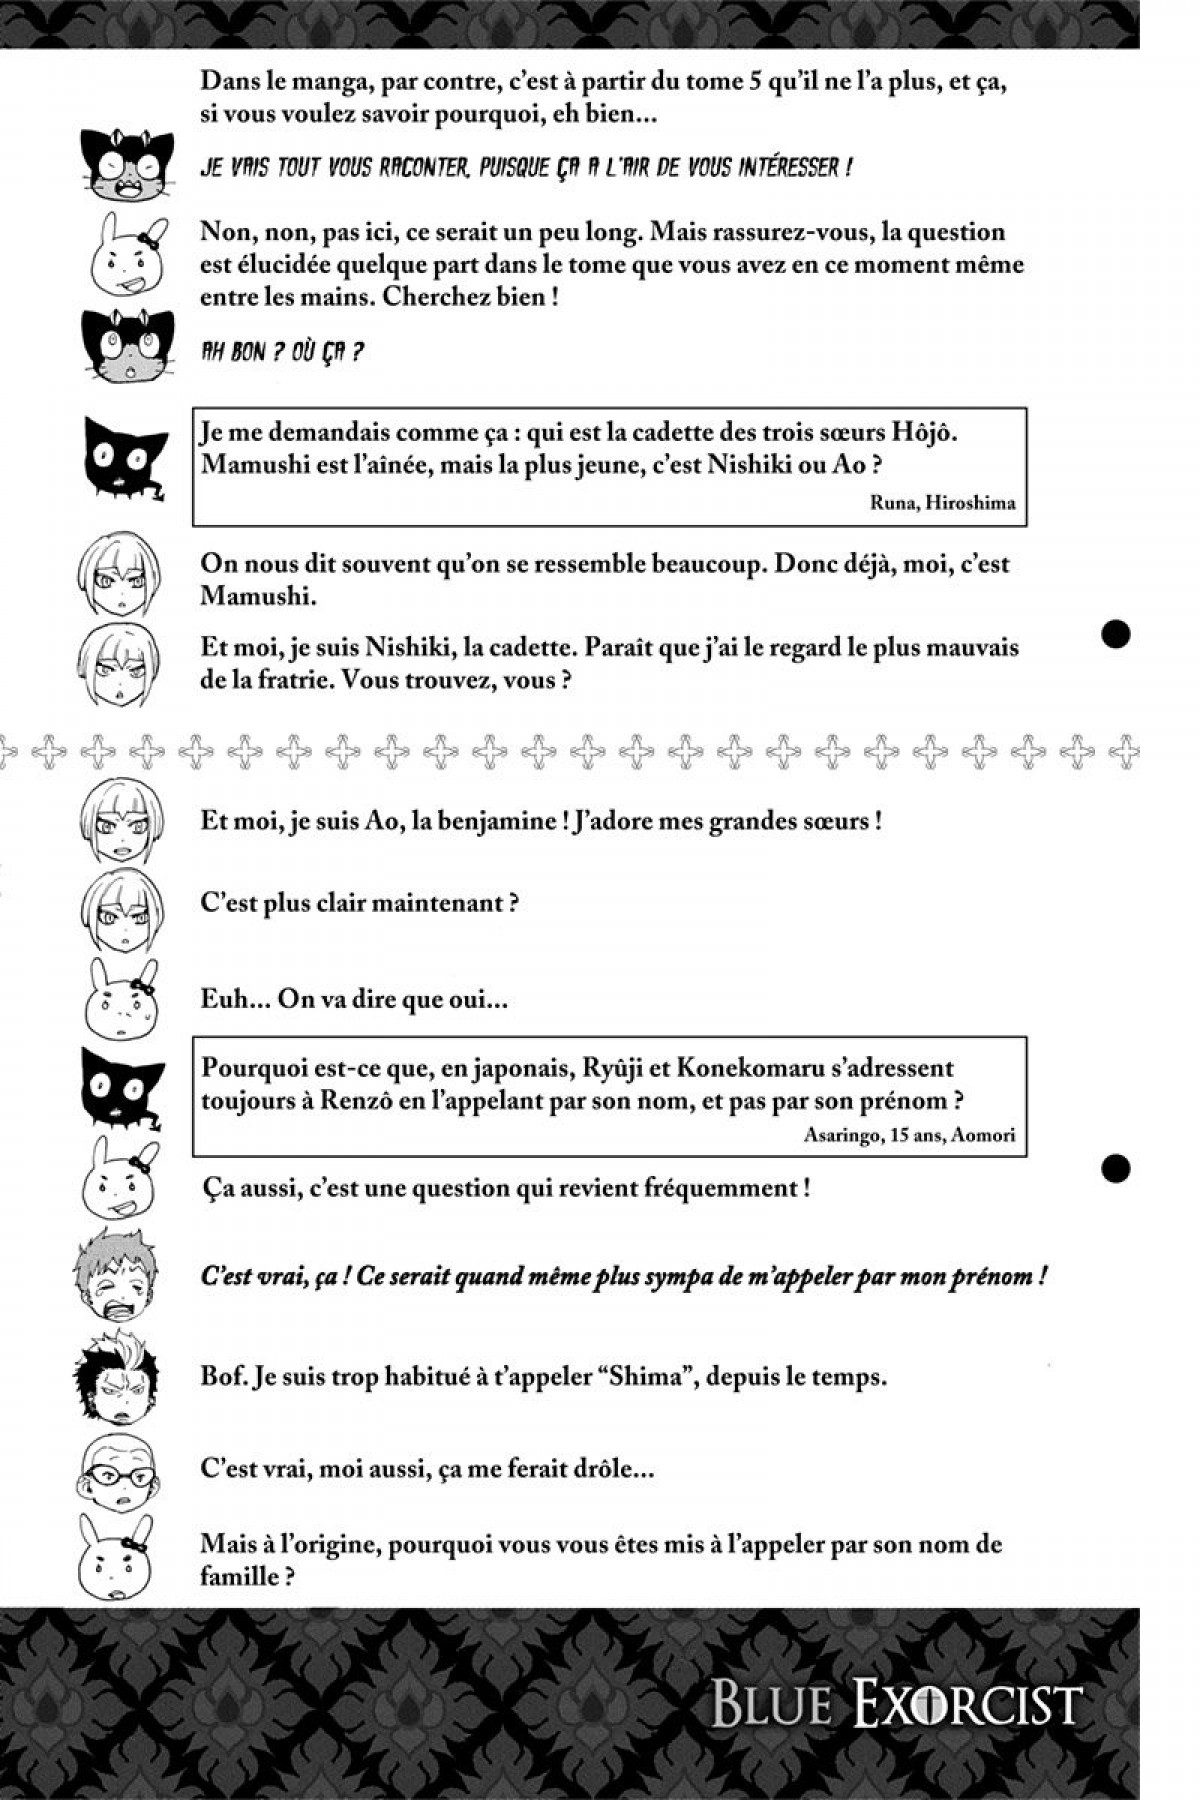 Dans le manga, par contre, c’est à partir du tome 5 qu’il ne l’a plus, et ça,
si vous voulez savoir pourquoi, eh bien...
JE VAIS TOUT VOUS RACONTER, PUISQUE ÇA A L’AIR DE VOUS INTÉRESSER !
Non, non, pas ici, ce serait un peu long. Mais rassurez-vous, la question
est élucidée quelque part dans le tome que vous avez en ce moment même
entre les mains. Cherchez bien !
AH BON ? OÙ ÇA ?
Je me demandais comme ça : qui est la cadette des trois sœurs Hôjô.
Mamushi est l’aînée, mais la plus jeune, c’est Nishiki ou Ao ?
Runa, Hiroshima
On nous dit souvent qu’on se ressemble beaucoup. Donc déjà, moi, c’est
Mamushi.
Et moi, je suis Nishiki, la cadette. Paraît que j’ai le regard le plus mauvais
de la fratrie. Vous trouvez, vous ?
Et moi, je suis Ao, la benjamine ! J’adore mes grandes sœurs !
C’est plus clair maintenant ?
Euh... On va dire que oui...
Pourquoi est-ce que, en japonais, Ryûji et Konekomaru s’adressent
toujours à Renzô en l’appelant par son nom, et pas par son prénom ?
Asaringo, 15 ans, Aomori
Ça aussi, c’est une question qui revient fréquemment !
C’est vrai, ça ! Ce serait quand même plus sympa de m’appeler par mon prénom !
Bof. Je suis trop habitué à t’appeler “Shima”, depuis le temps.
C’est vrai, moi aussi, ça me ferait drôle...
Mais à l’origine, pourquoi vous vous êtes mis à l’appeler par son nom de
famille ?
BLUE EXORCIST